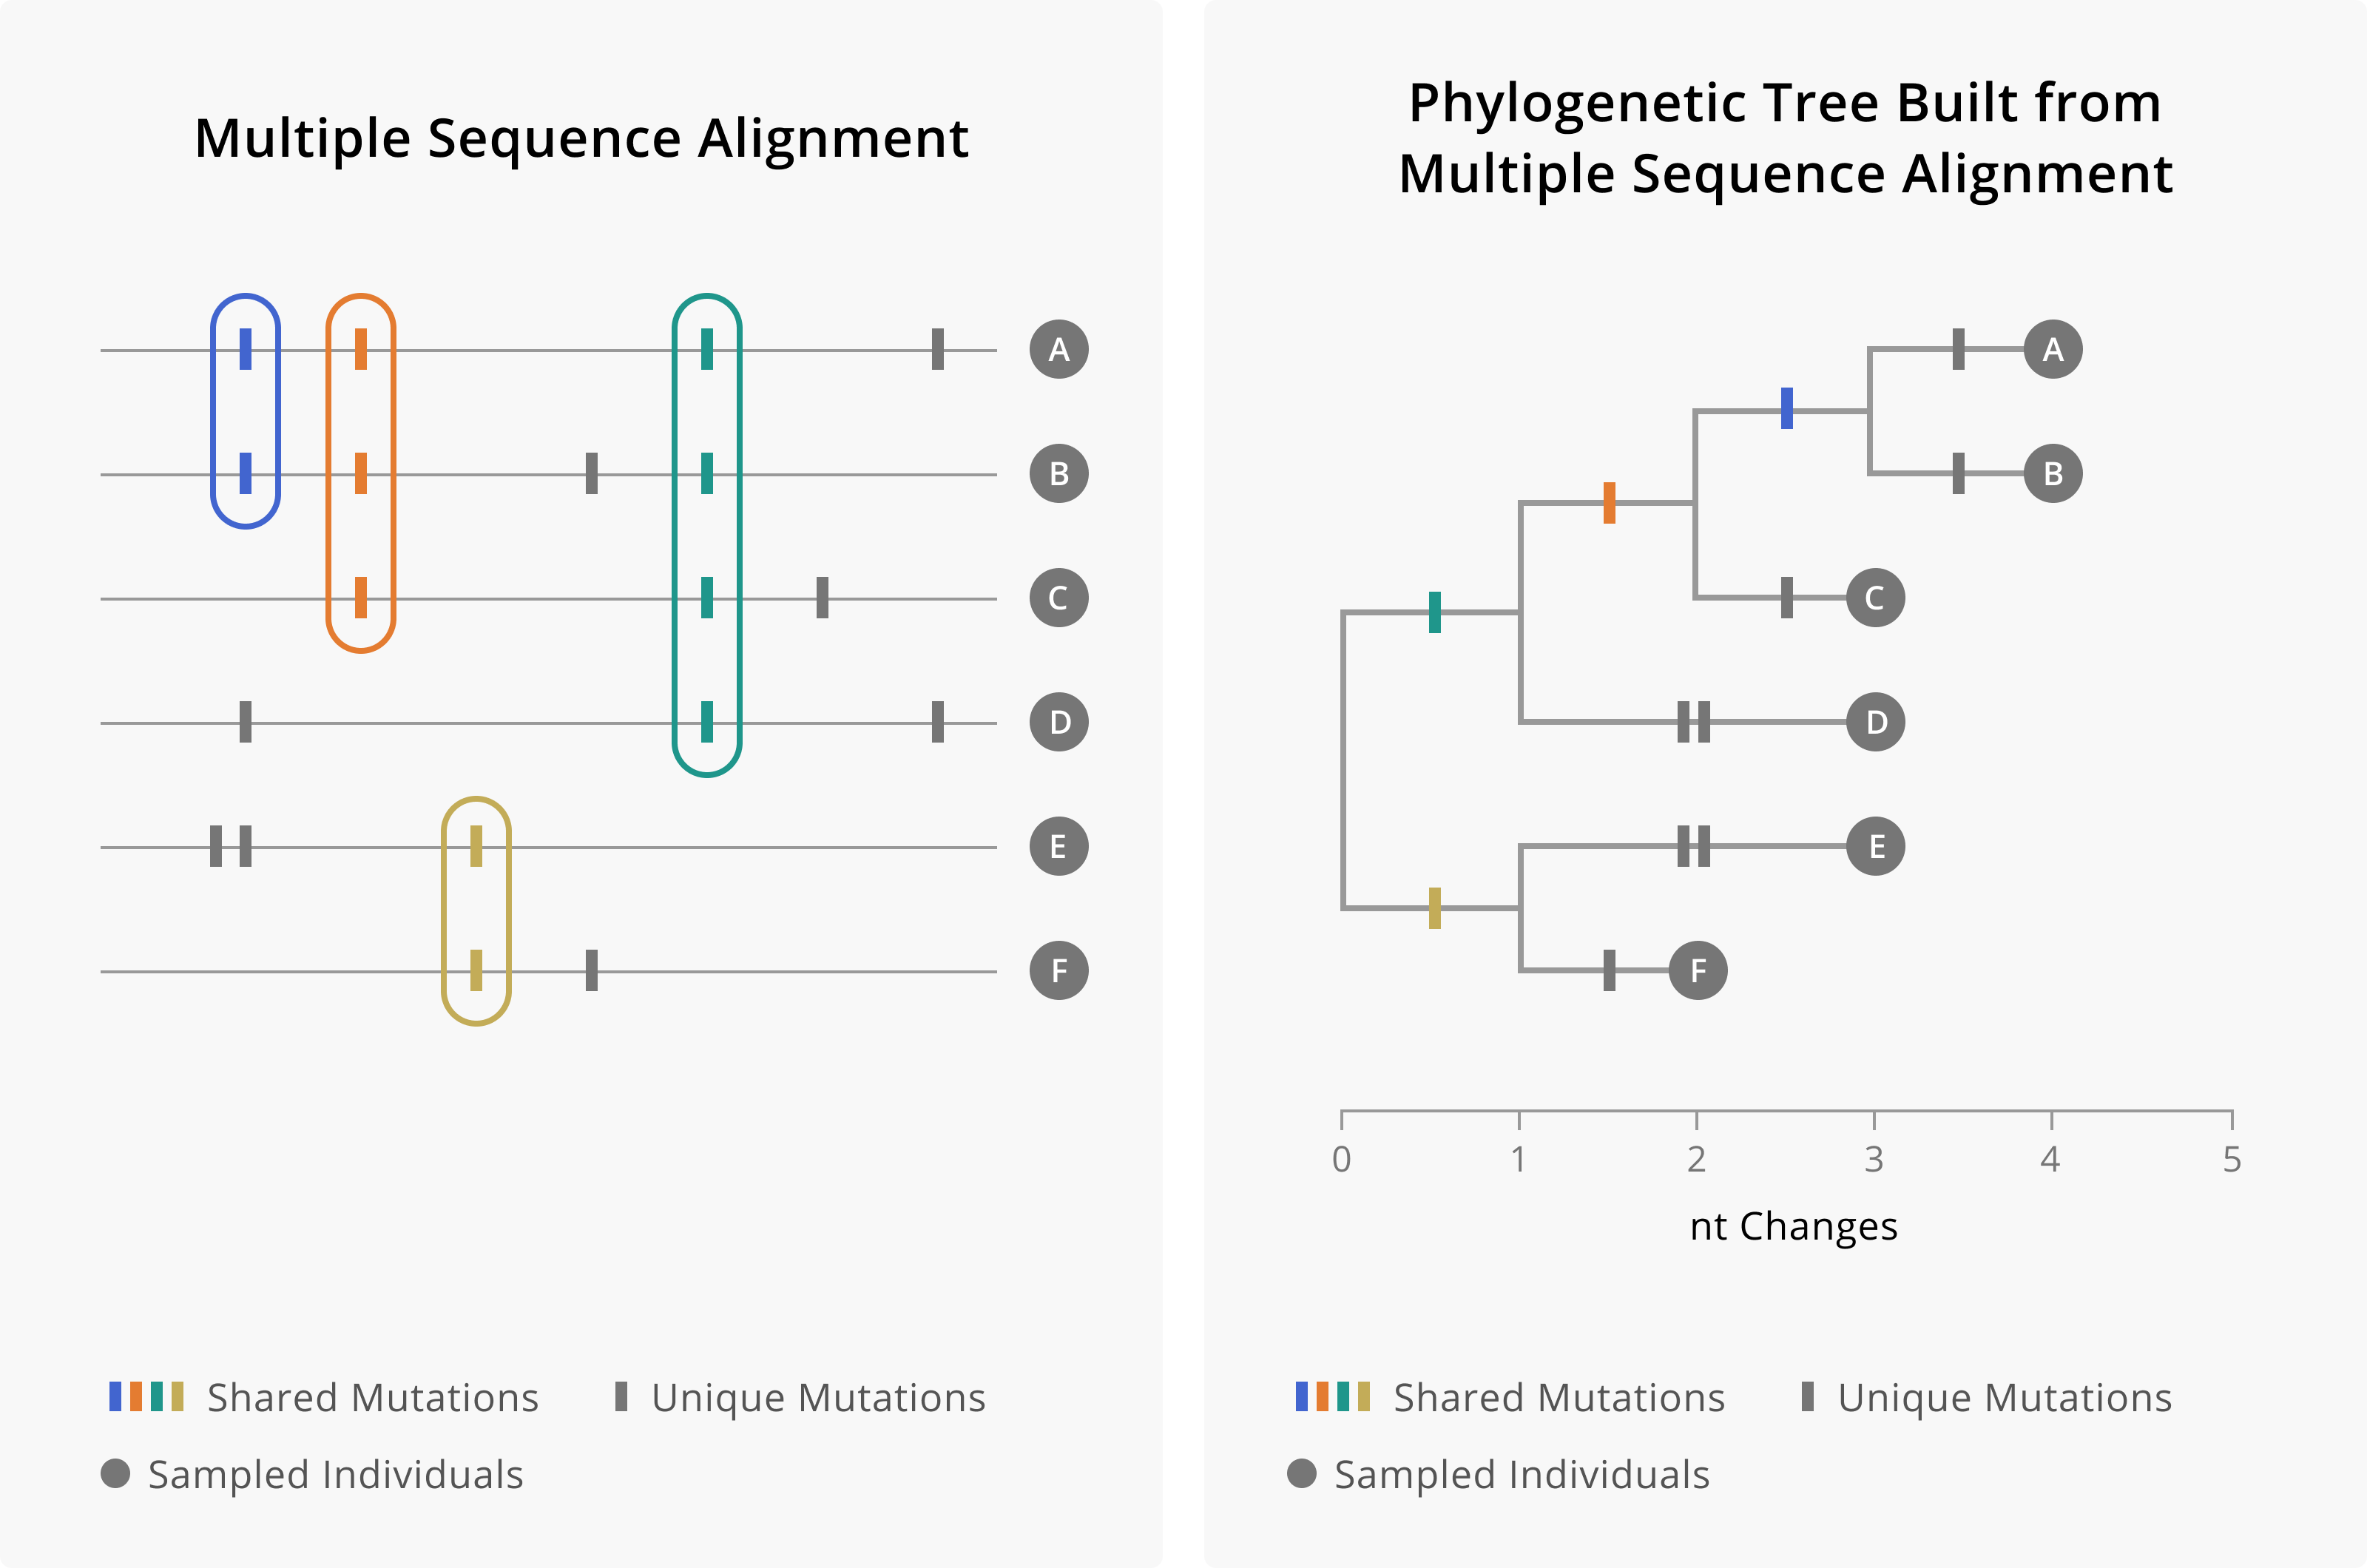 Multiple Sequence Alignment
A
B
C
D
E
F
Shared Mutations
Unique Mutations
Sampled Individuals
Phylogenetic Tree Built from
Multiple Sequence Alignment
A
B
C
D
E
F
0 1 2 3 4 5
nt Changes
Shared Mutations
Unique Mutations
Sampled Individuals